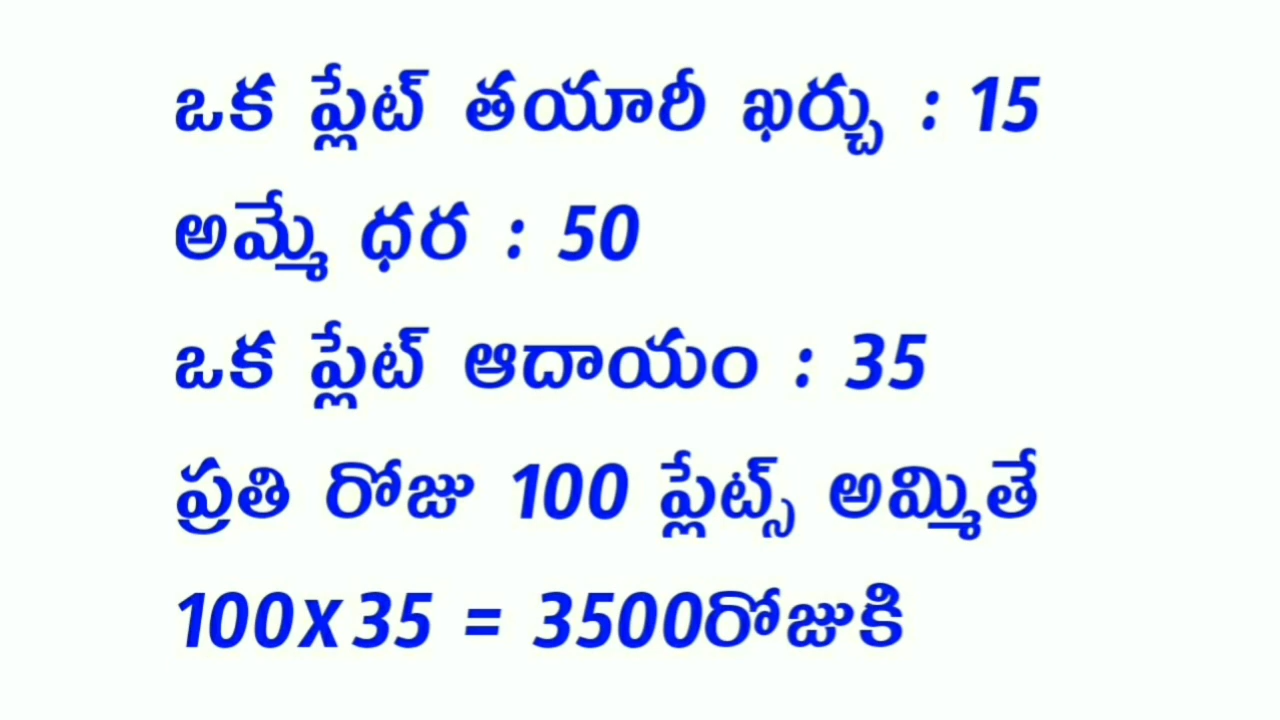 ఒక ప్లేట్ తయారీ ఖర్చు : 15
అమ్మే ధర : 50
ఒక ప్లేట్ ఆదాయం : 35
ప్రతి రోజు 100 ప్లేట్స్ అమ్మితే
100x35 = 3500రోజుకి